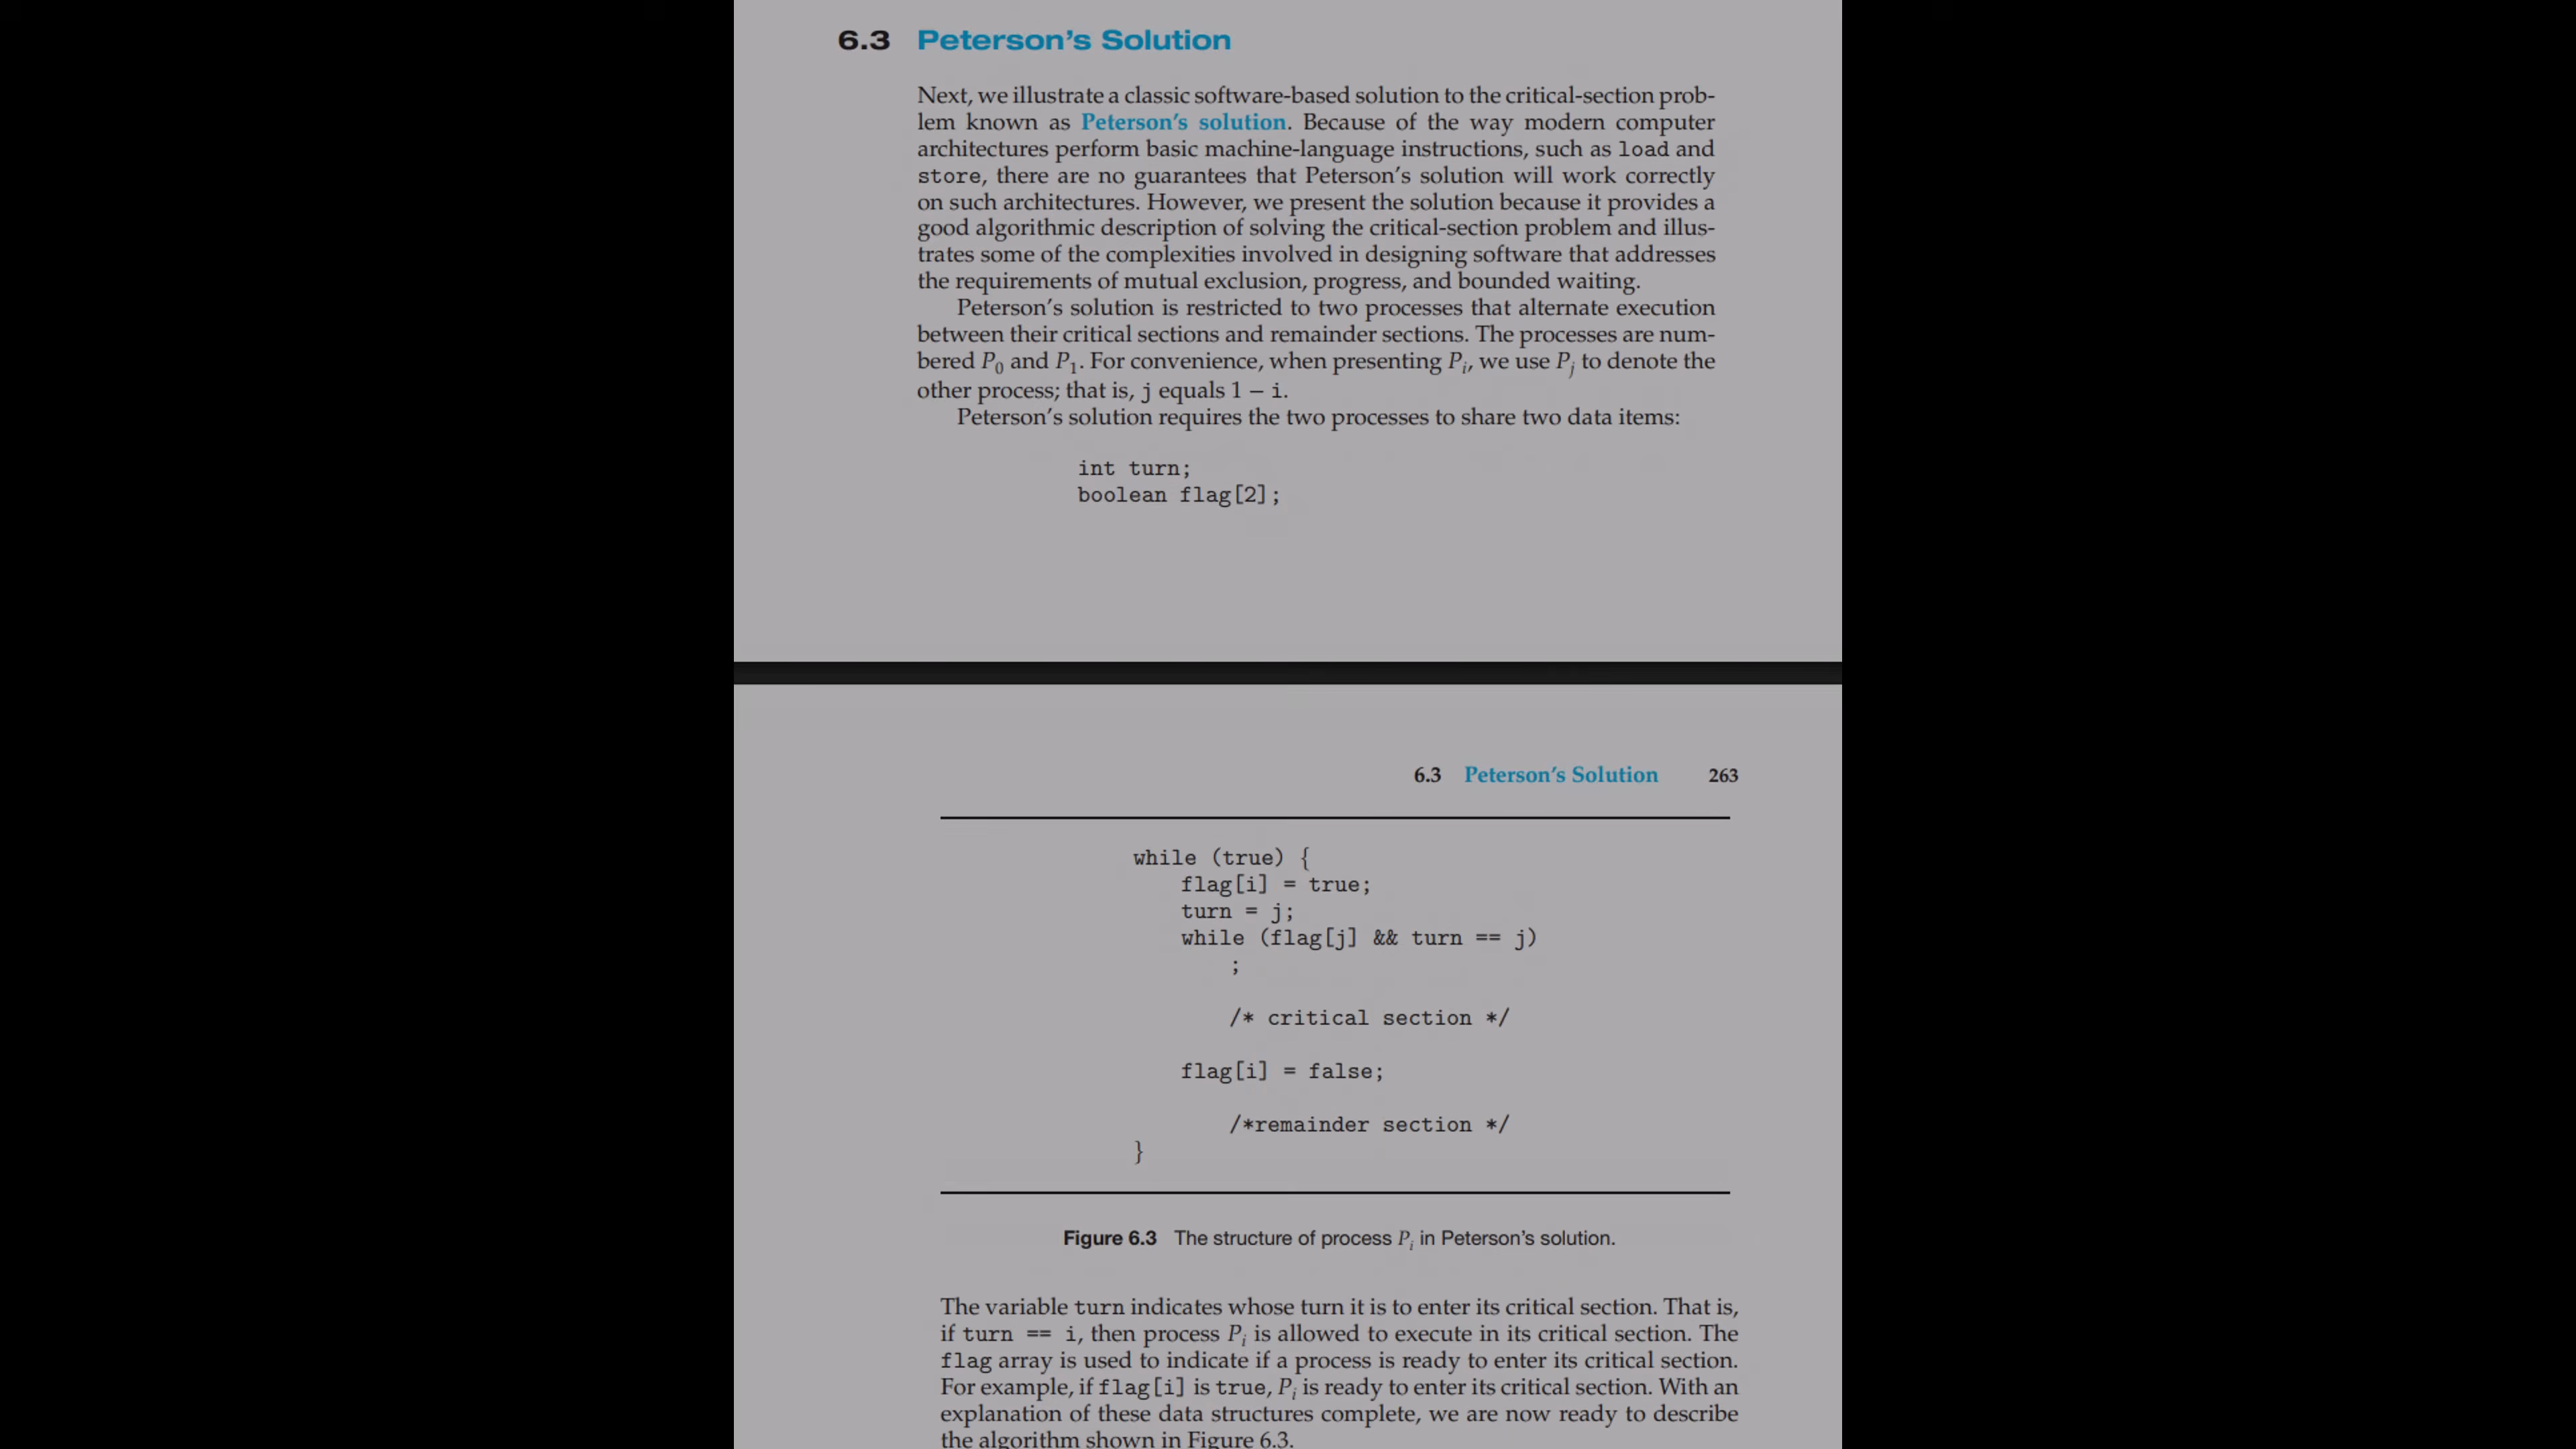 6.3 Peterson's Solution
Next, we illustrate a classic software-based solution to the critical-section prob-
lem known as Peterson's solution. Because of the way modern computer
architectures perform basic machine-language instructions, such as load and
store, there are no guarantees that Peterson's solution will work correctly
on such architectures. However, we present the solution because it provides a
good algorithmic description of solving the critical-section problem and illus-
trates some of the complexities involved in designing software that addresses
the requirements of mutual exclusion, progress, and bounded waiting.
Peterson's solution is restricted to two processes that alternate execution
between their critical sections and remainder sections. The processes are num-
bered P0 and P1. For convenience, when presenting Pi, we use Pj to denote the
other process; that is, j equals 1 − i.
Peterson's solution requires the two processes to share two data items:
int turn;
boolean flag[2];
6.3 Peterson's Solution 263
while (true) {
flag[i] = true;
turn = j;
while (flag[j] && turn == j)
;
/* critical section */
flag[i] = false;
/*remainder section */
}
Figure 6.3 The structure of process Pi in Peterson's solution.
The variable turn indicates whose turn it is to enter its critical section. That is,
if turn == i, then process Pi is allowed to execute in its critical section. The
flag array is used to indicate if a process is ready to enter its critical section.
For example, if flag[i] is true, Pi is ready to enter its critical section. With an
explanation of these data structures complete, we are now ready to describe
the algorithm shown in Figure 6.3.